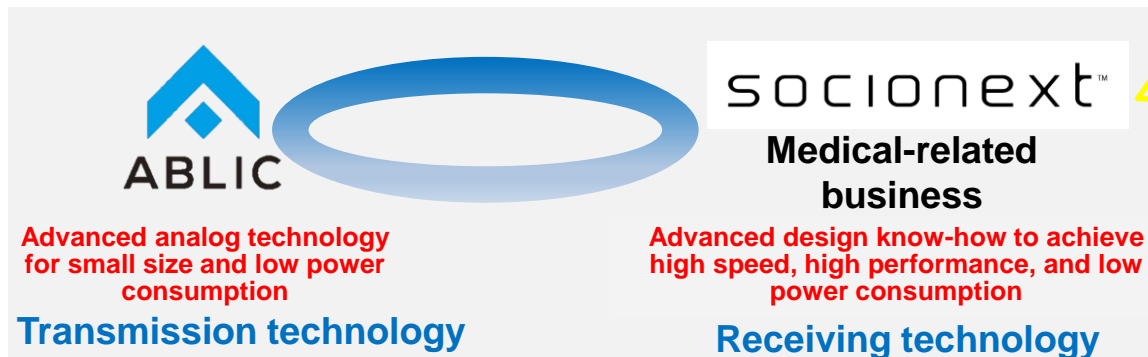 ABLIC
socionext™
Medical-related
business
Advanced analog technology
for small size and low power
consumption
Transmission technology
Advanced design know-how to achieve
high speed, high performance, and low
power consumption
Receiving technology